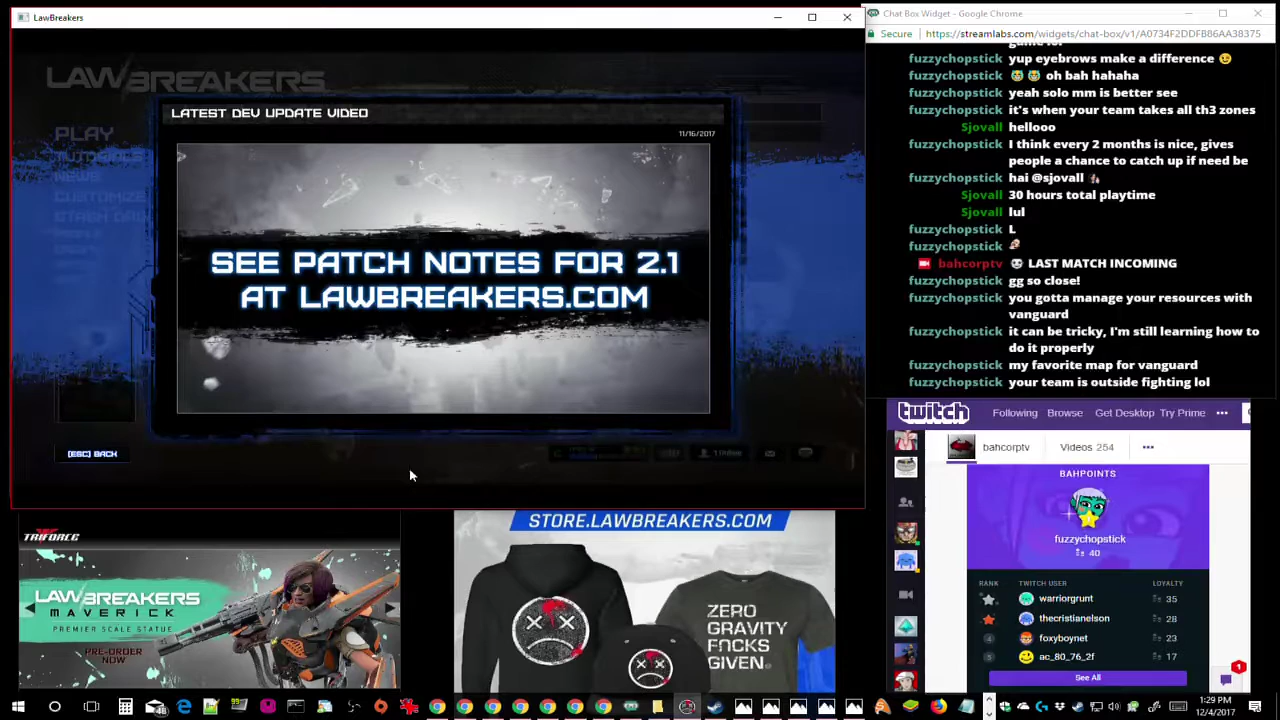 LawBreakers
LAWBREAKERS
LATEST DEV UPDATE VIDEO
11/16/2017
PLAY
TUTORIALS
NEWS
CUSTOMIZE
SEE PATCH NOTES FOR 2.1
AT LAWBREAKERS.COM
[ESC] BACK
Chat Box Widget - Google Chrome
Secure
https://streamlabs.com/widgets/chat-box/v1/A0734F2DDFB86AA38375
fuzzychopstick yup eyebrows make a difference 😉
fuzzychopstick 😭 😭 oh bah hahaha
fuzzychopstick yeah solo mm is better see
fuzzychopstick it's when your team takes all th3 zones
Sjovall hellooo
fuzzychopstick I think every 2 months is nice, gives
people a chance to catch up if need be
fuzzychopstick hai @sjovall
Sjovall 30 hours total playtime
Sjovall lul
fuzzychopstick L
fuzzychopstick
bahcorptv LAST MATCH INCOMING
fuzzychopstick gg so close!
fuzzychopstick you gotta manage your resources with
vanguard
fuzzychopstick it can be tricky, I'm still learning how to
do it properly
fuzzychopstick my favorite map for vanguard
fuzzychopstick your team is outside fighting lol
twitch Following Browse Get Desktop Try Prime
bahcorptv Videos 254
BAHPOINTS
fuzzychopstick
40
RANK TWITCH USER LOYALTY
warriorgrunt 35
thecristianelson 28
4 foxyboynet 23
5 ac_80_76_2f 17
See All
1
TRIFORCE
LAWBREAKERS
MAVERICK
PREMIER SCALE STATUE
PRE-ORDER
NOW
STORE.LAWBREAKERS.COM
ZERO
GRAVITY
FNCKS
GIVEN
1:29 PM
12/4/2017